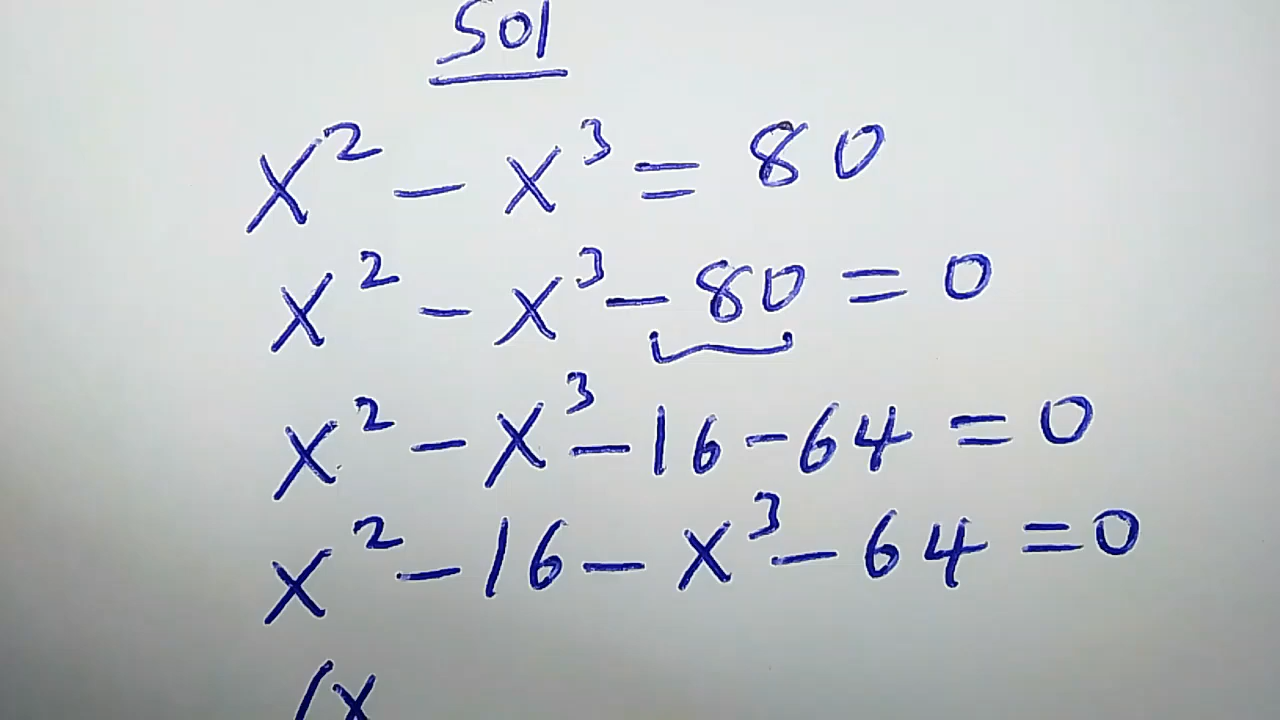 Sol
x² - x³ = 80
x² - x³ - 80 = 0
x² - x³ - 16 - 64 = 0
x² - 16 - x³ - 64 = 0
(x